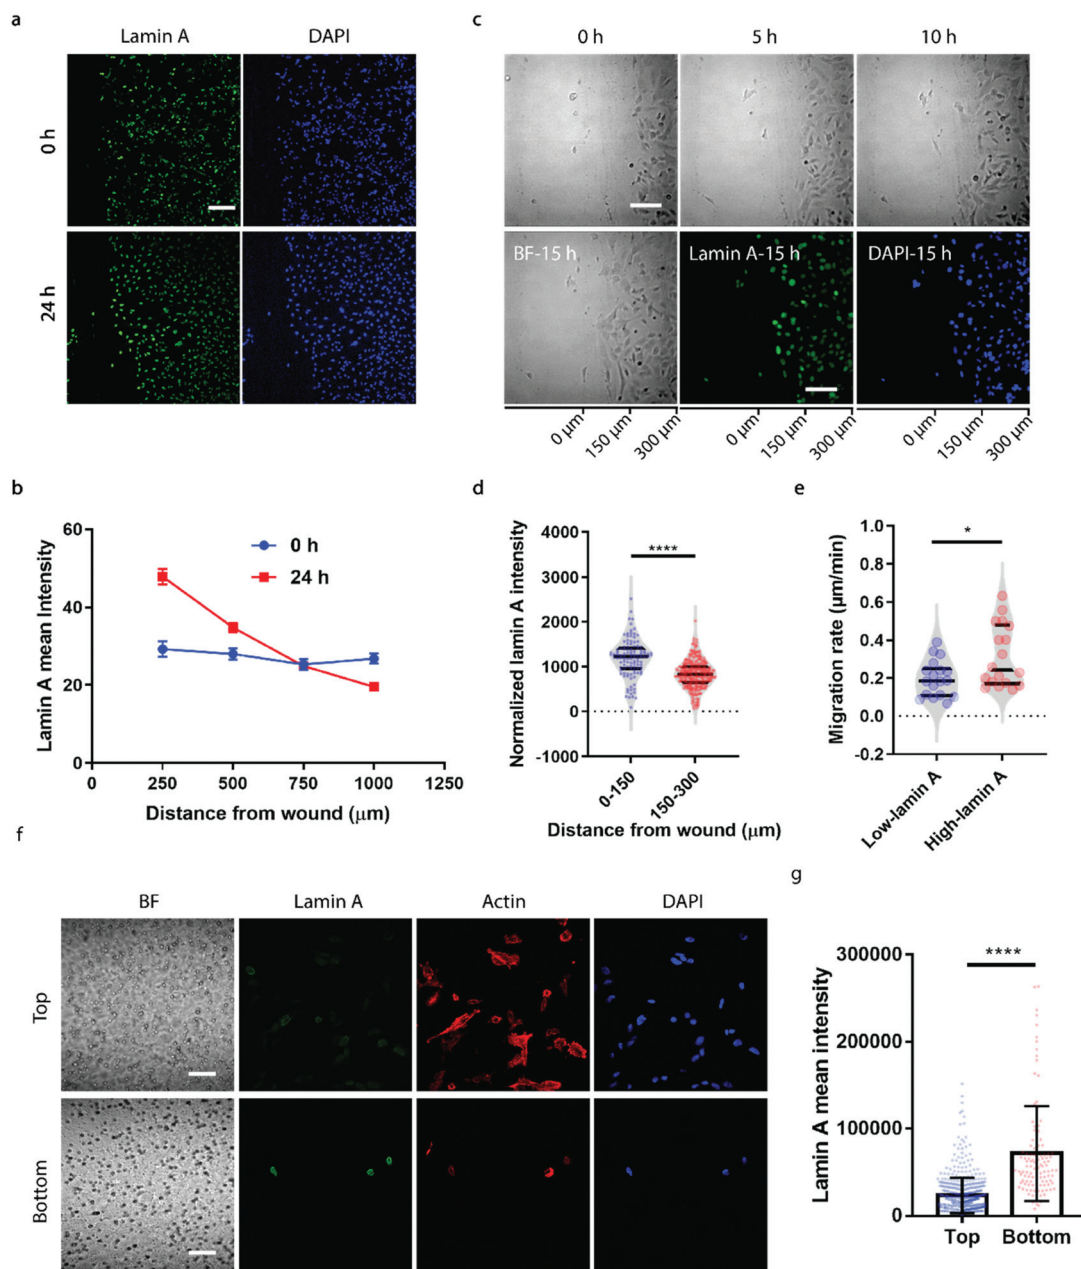 a
Lamin A DAPI
0 h
24 h
c
0 h 5 h 10 h
BF-15 h Lamin A-15 h DAPI-15 h
0 µm 150 µm 300 µm 0 µm 150 µm 300 µm 0 µm 150 µm 300 µm
b
Lamin A mean Intensity
60
40
20
0
0 h
24 h
0 250 500 750 1000 1250
Distance from wound (µm)
d
Normalized lamin A intensity
4000
3000
2000
1000
0
-1000
****
0-150 150-300
Distance from wound (µm)
e
Migration rate (µm/min)
1.0
0.8
0.6
0.4
0.2
0.0
-0.2
*
Low-lamin A High-lamin A
f
BF Lamin A Actin DAPI
Top
Bottom
g
Lamin A mean intensity
300000
200000
100000
0
****
Top Bottom